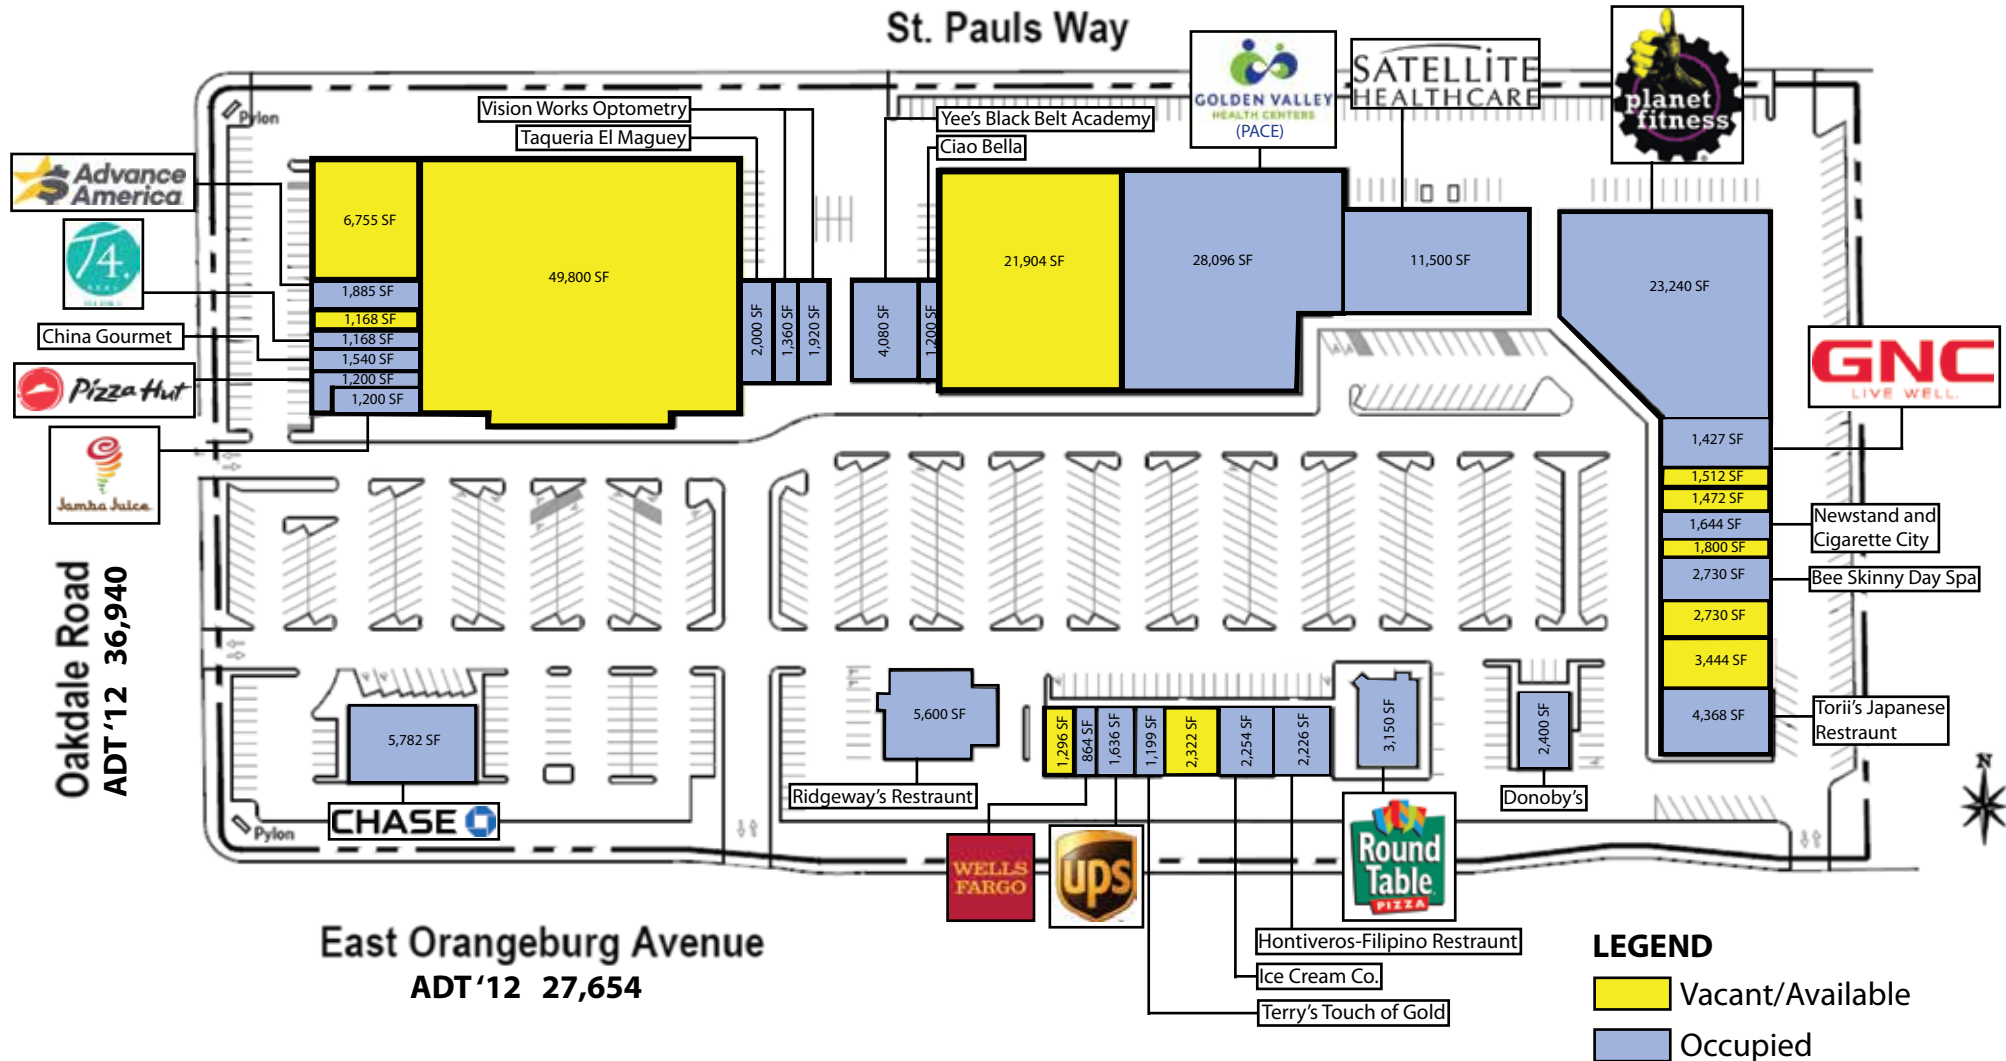 St. Pauls Way
Pylon
Vision Works Optometry
Taqueria El Maguey
Yee's Black Belt Academy
Ciao Bella
GOLDEN VALLEY
HEALTH CENTERS
(PACE)
SATELLITE
HEALTHCARE
planet
fitness
Advance
America
T4.
China Gourmet
Pizza Hut
Jamba Juice
6,755 SF
49,800 SF
1,885 SF
1,168 SF
1,168 SF
1,540 SF
1,200 SF
1,200 SF
2,000 SF
1,360 SF
1,920 SF
4,080 SF
1,200 SF
21,904 SF
28,096 SF
11,500 SF
23,240 SF
GNC
LIVE WELL.
1,427 SF
1,512 SF
1,472 SF
1,644 SF
1,800 SF
2,730 SF
2,730 SF
3,444 SF
4,368 SF
Newstand and
Cigarette City
Bee Skinny Day Spa
Torii's Japanese
Restraunt
Oakdale Road
ADT '12 36,940
5,782 SF
CHASE
Pylon
5,600 SF
Ridgeway's Restraunt
1,296 SF
864 SF
1,636 SF
1,199 SF
2,322 SF
2,254 SF
2,226 SF
3,150 SF
2,400 SF
Donoby's
WELLS
FARGO
ups
Round
Table
PIZZA
Hontiveros-Filipino Restraunt
Ice Cream Co.
Terry's Touch of Gold
East Orangeburg Avenue
ADT '12 27,654
N
LEGEND
Vacant/Available
Occupied